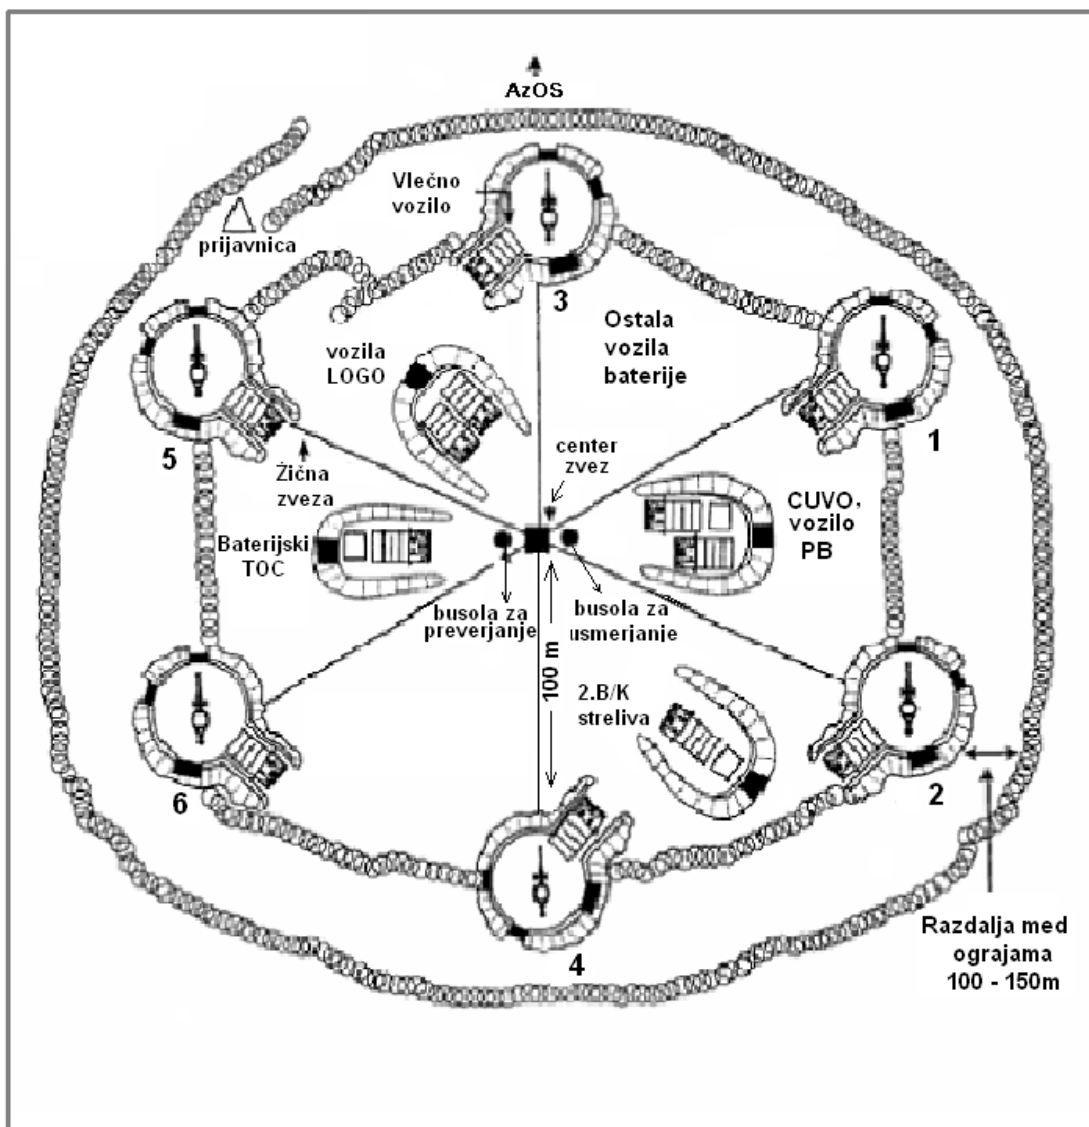 AzOS
Vlečno
vozilo
prijavnica
3
Ostala
vozila
baterije
vozila
LOGO
5
1
Žična
zveza
center
zvez
CUVO,
vozilo
PB
Baterijski
TOC
busola za
preverjanje
busola za
usmerjanje
100 m
2.B/K
streliva
6
2
4
Razdalja med
ograjama
100 - 150m